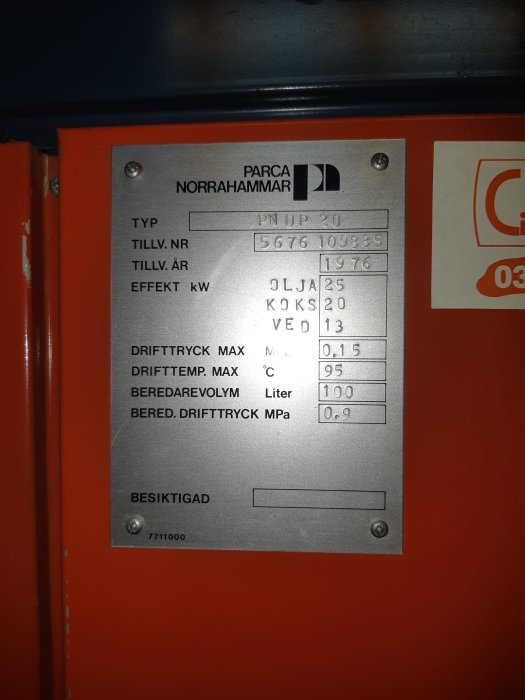 PARCA
NORRAHAMMAR
TYP PN UP 20
TILLV. NR 5676
TILLV. ÅR 1976
EFFEKT kW OLJA 25
KOKS 20
VED 13
DRIFTTRYCK MAX 0.15
DRIFTTEMP. MAX °C 95
BEREDAREVOLYM Liter 100
BERED. DRIFTTRYCK MPa 0.9
BESIKTIGAD
7711000
03